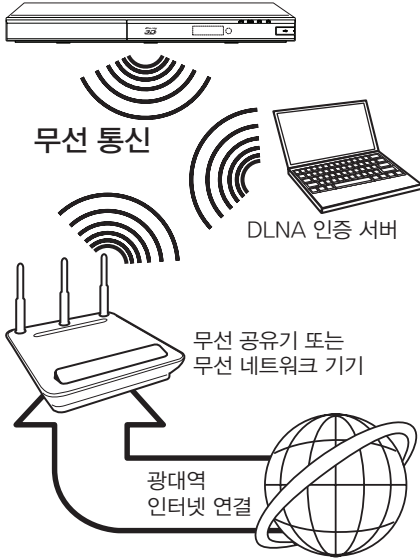 3D
무선 통신
DLNA 인증 서버
무선 공유기 또는
무선 네트워크 기기
광대역
인터넷 연결